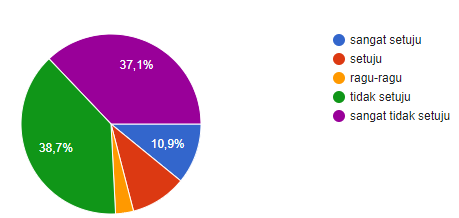 37,1%
38,7%
10,9%
sangat setuju
setuju
ragu-ragu
tidak setuju
sangat tidak setuju